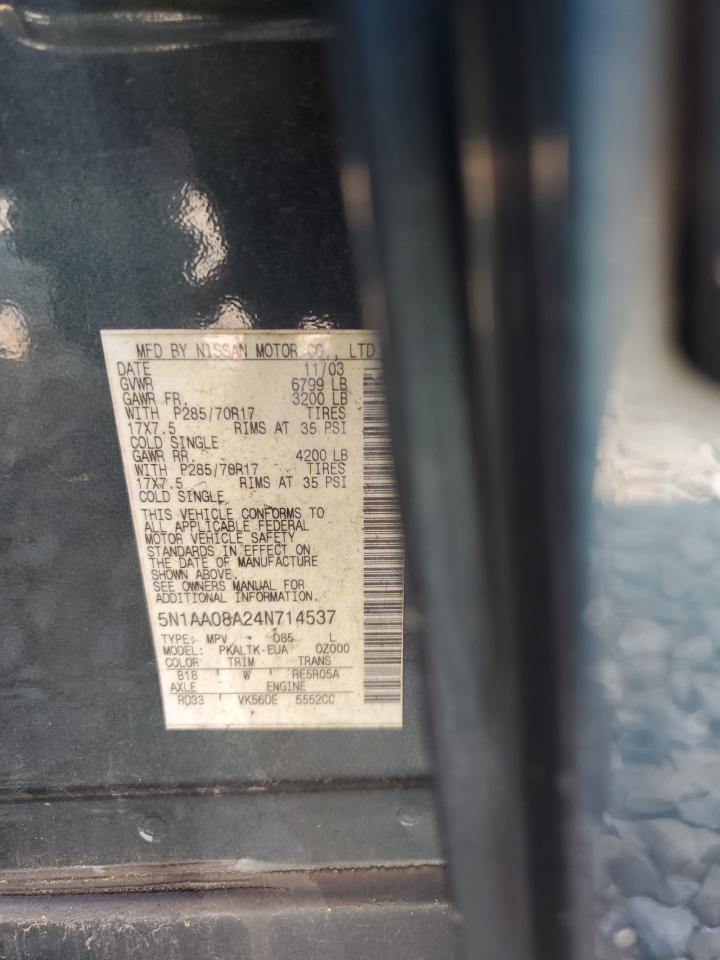 MFD BY NISSAN MOTOR CO., LTD
DATE 11/03
GVWR 6799 LB
GAWR FR. 3200 LB
WITH P285/70R17 TIRES
17X7.5 RIMS AT 35 PSI
COLD SINGLE
GAWR RR. 4200 LB
WITH P285/70R17 TIRES
17X7.5 RIMS AT 35 PSI
COLD SINGLE
THIS VEHICLE CONFORMS TO
ALL APPLICABLE FEDERAL
MOTOR VEHICLE SAFETY
STANDARDS IN EFFECT ON
THE DATE OF MANUFACTURE
SHOWN ABOVE.
SEE OWNERS MANUAL FOR
ADDITIONAL INFORMATION.
5N1AA08A24N714537
TYPE: MPV 085 L
MODEL: PKALTK-EUA 0Z000
COLOR TRIM TRANS
B18 W RE5R05A
AXLE ENGINE
RD33 VK56DE 5552CC